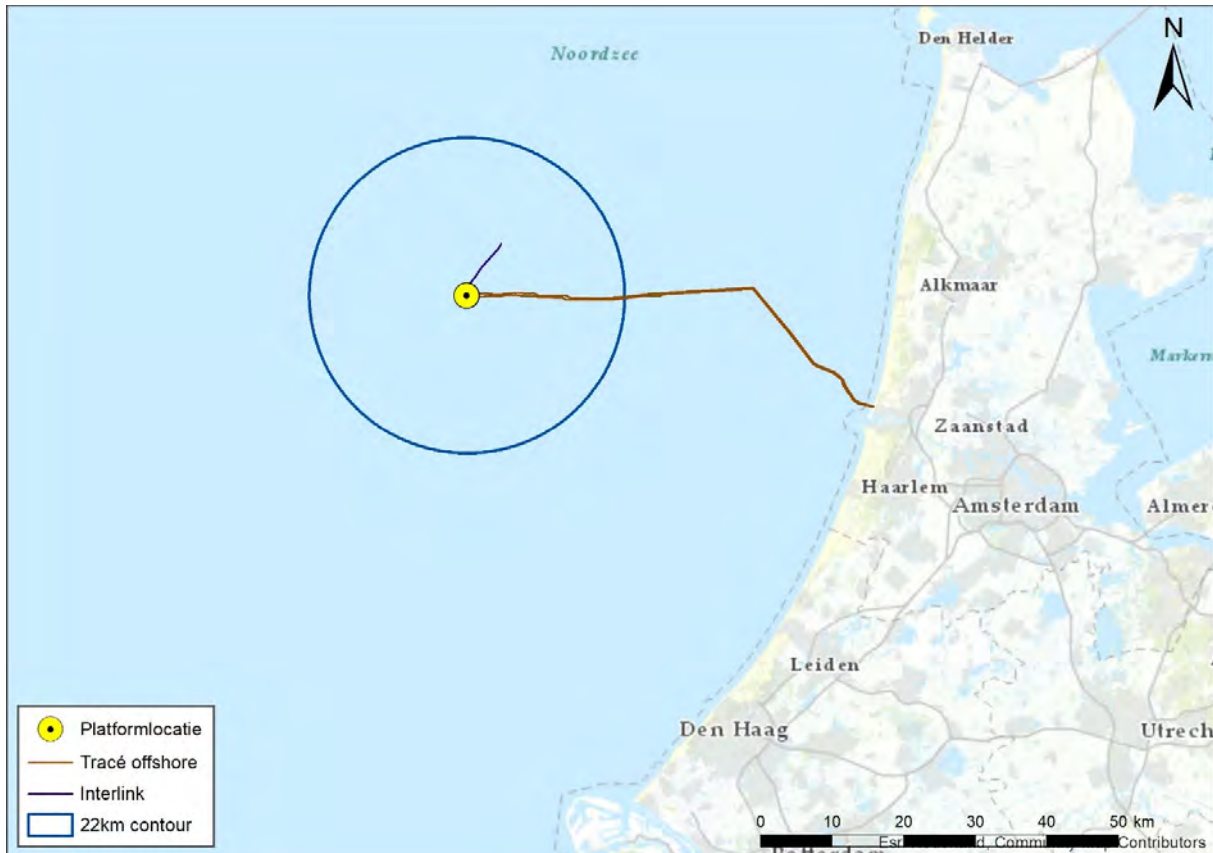 Noordzee
Den Helder
N
Alkmaar
Zaanstad
Haarlem
Amsterdam
Leiden
Den Haag
Platformlocatie
Tracé offshore
Interlink
22km contour
0 10 20 30 40 50 km
Contributors